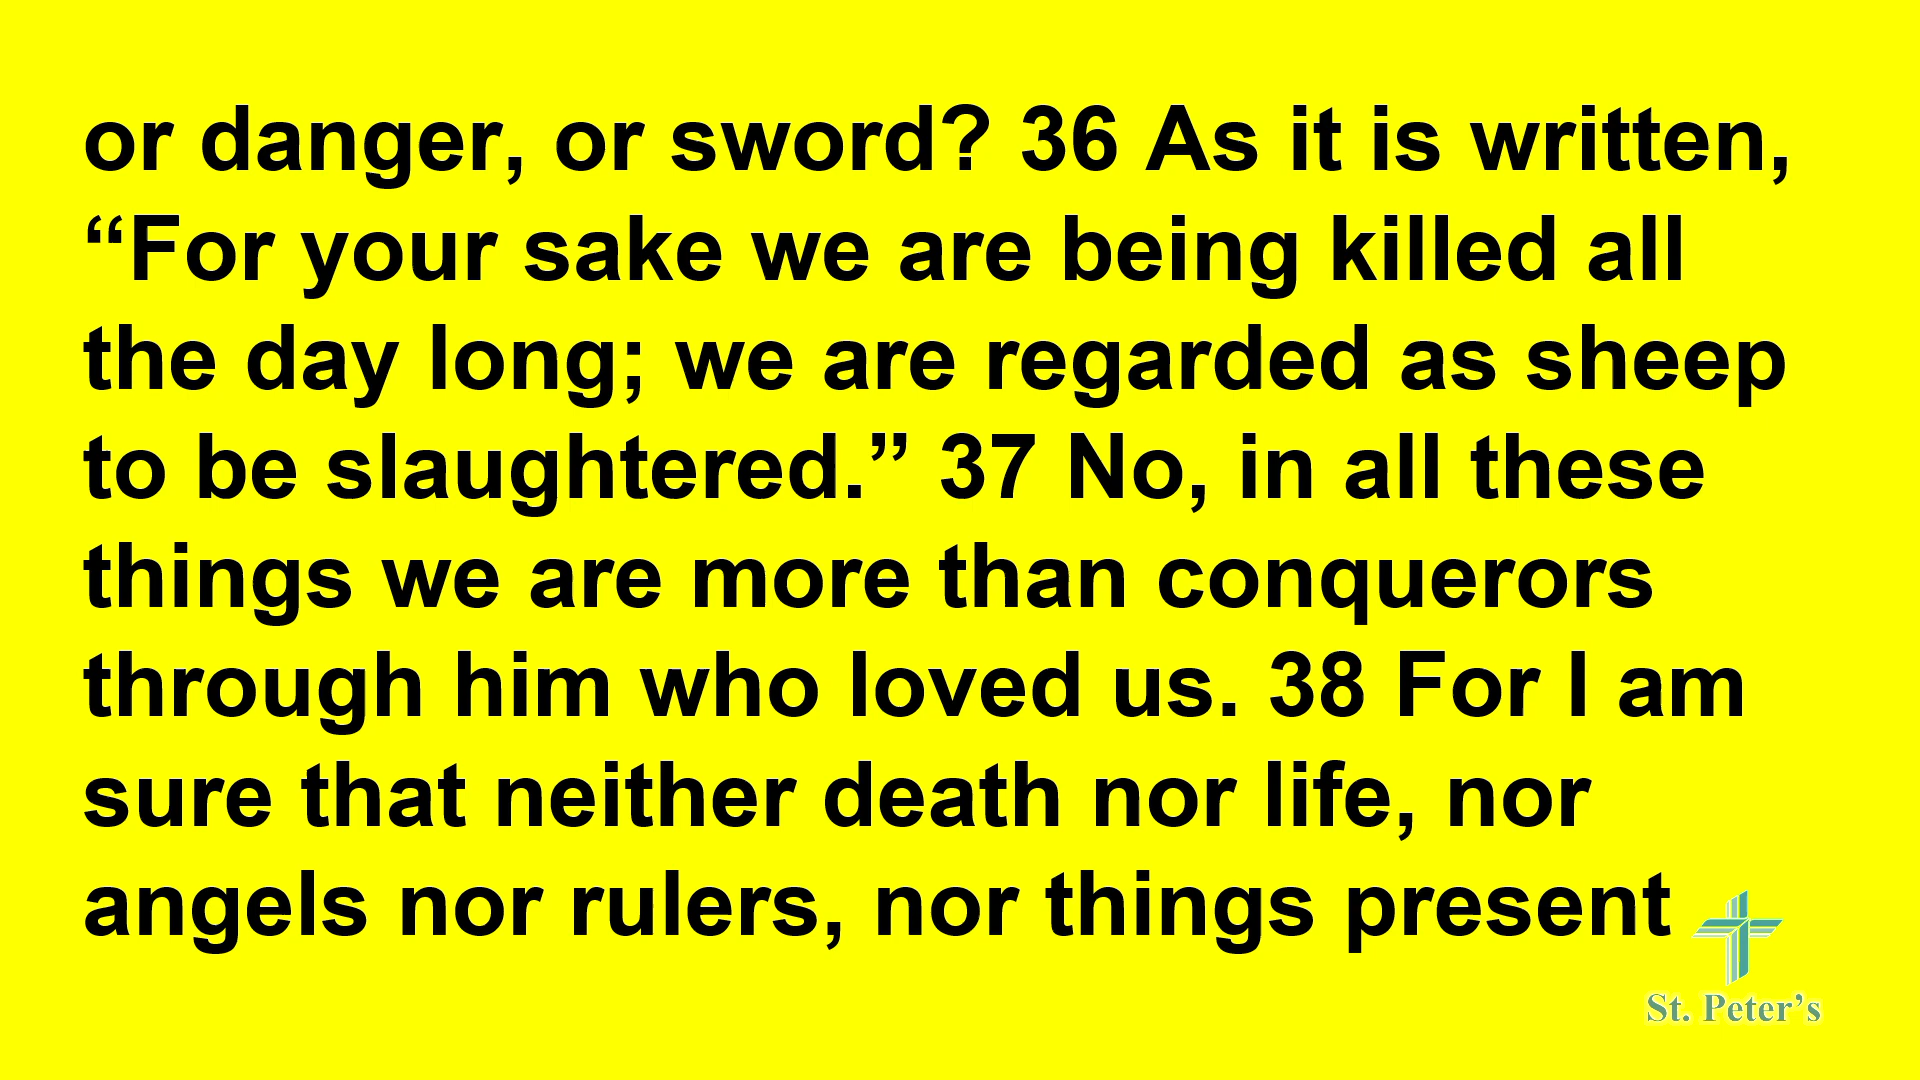 or danger, or sword? 36 As it is written,
“For your sake we are being killed all
the day long; we are regarded as sheep
to be slaughtered.” 37 No, in all these
things we are more than conquerors
through him who loved us. 38 For I am
sure that neither death nor life, nor
angels nor rulers, nor things present
St. Peter’s